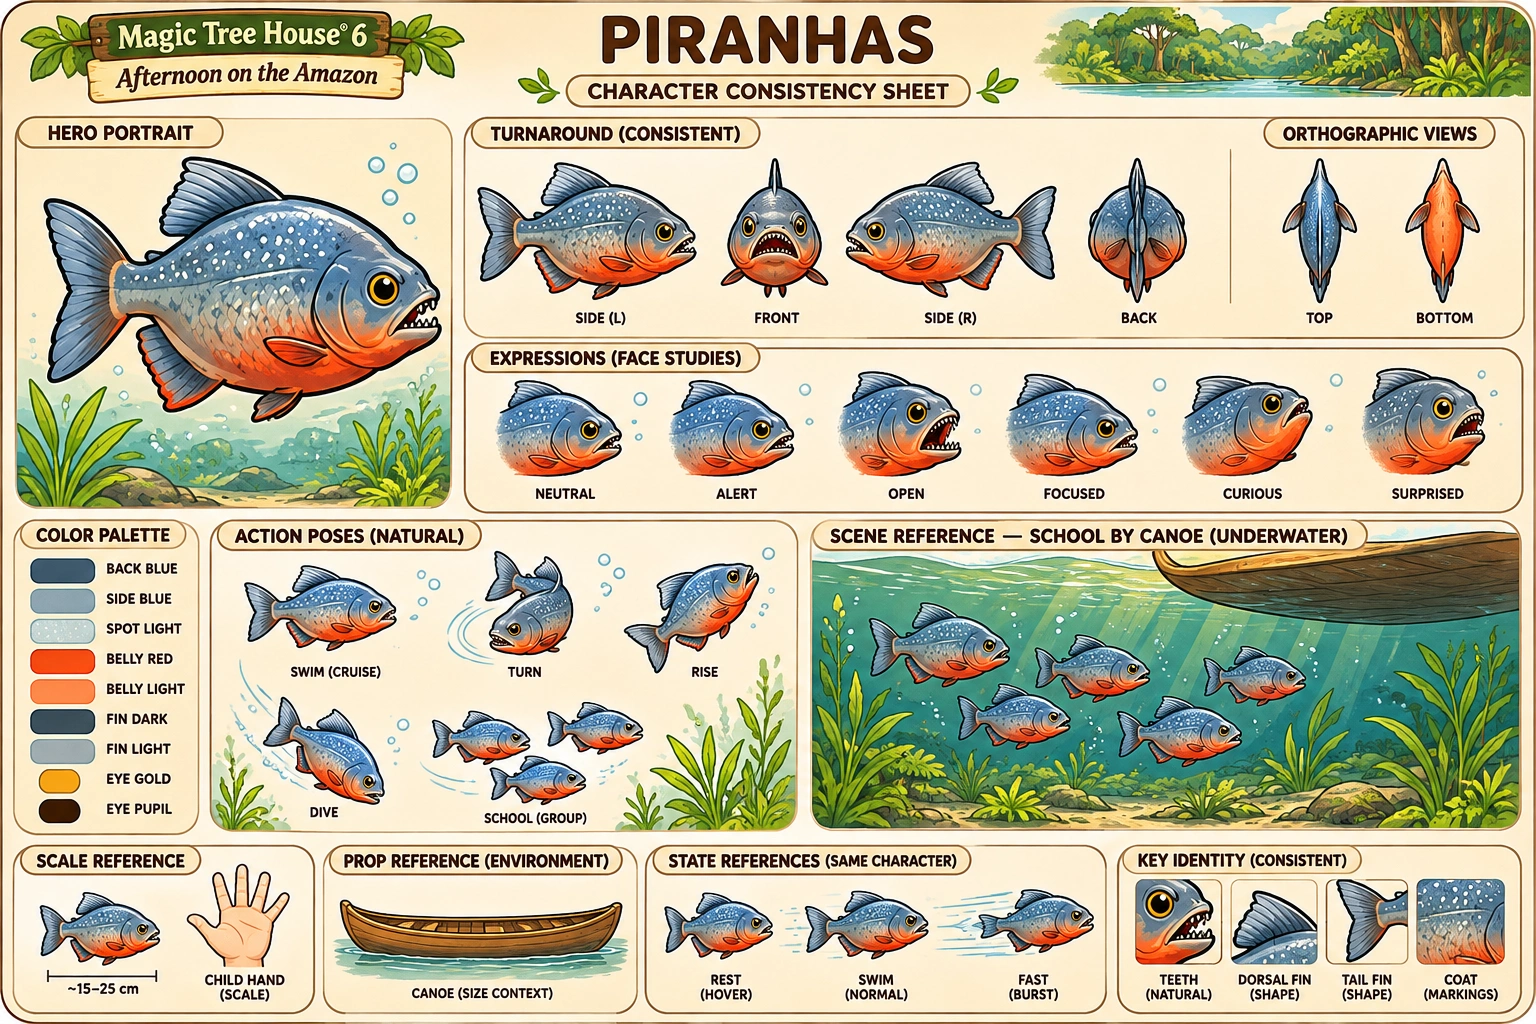 Magic Tree House® 6
Afternoon on the Amazon
PIRANHAS
CHARACTER CONSISTENCY SHEET
HERO PORTRAIT
TURNAROUND (CONSISTENT)
SIDE (L)
FRONT
SIDE (R)
BACK
ORTHOGRAPHIC VIEWS
TOP
BOTTOM
EXPRESSIONS (FACE STUDIES)
NEUTRAL
ALERT
OPEN
FOCUSED
CURIOUS
SURPRISED
COLOR PALETTE
BACK BLUE
SIDE BLUE
SPOT LIGHT
BELLY RED
BELLY LIGHT
FIN DARK
FIN LIGHT
EYE GOLD
EYE PUPIL
ACTION POSES (NATURAL)
SWIM (CRUISE)
TURN
RISE
DIVE
SCHOOL (GROUP)
SCENE REFERENCE — SCHOOL BY CANOE (UNDERWATER)
SCALE REFERENCE
~15–25 cm
CHILD HAND
(SCALE)
PROP REFERENCE (ENVIRONMENT)
CANOE (SIZE CONTEXT)
STATE REFERENCES (SAME CHARACTER)
REST
(HOVER)
SWIM
(NORMAL)
FAST
(BURST)
KEY IDENTITY (CONSISTENT)
TEETH
(NATURAL)
DORSAL FIN
(SHAPE)
TAIL FIN
(SHAPE)
COAT
(MARKINGS)